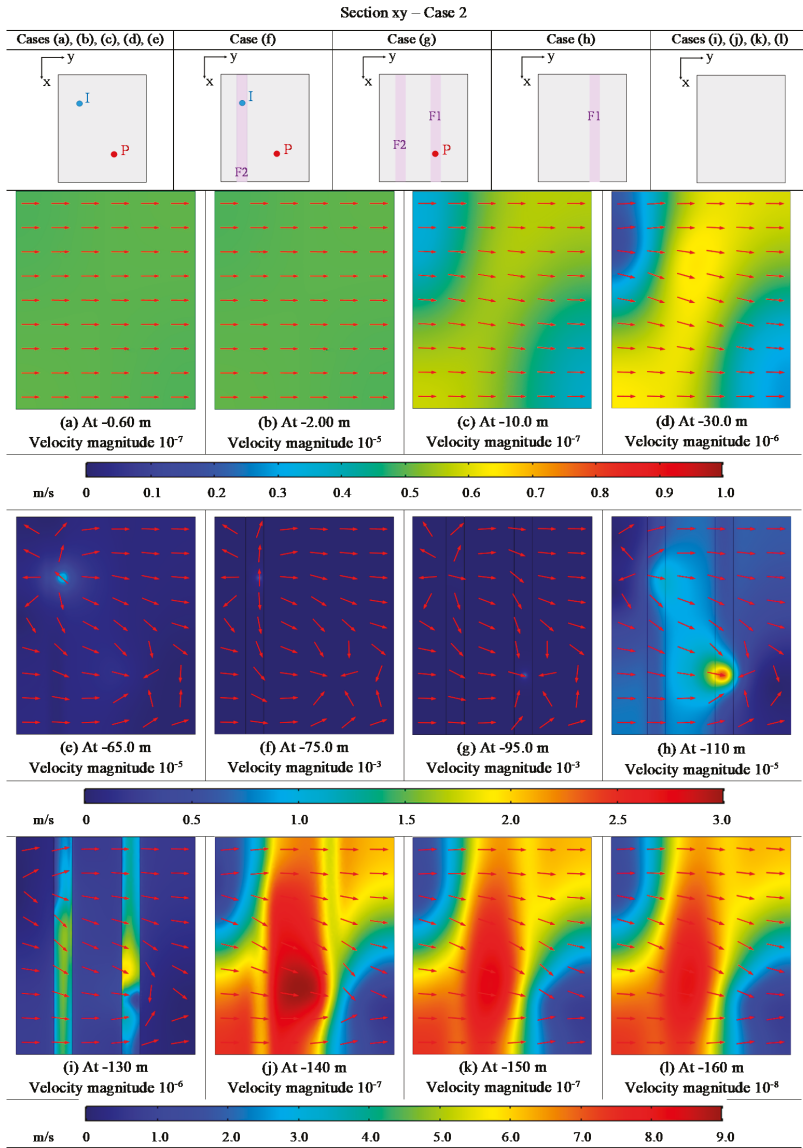 Section xy – Case 2
Cases (a), (b), (c), (d), (e)
Case (f)
Case (g)
Case (h)
Cases (i), (j), (k), (l)
y
x
I
P
y
x
I
P
F2
y
x
F1
F2
P
y
x
F1
y
x
(a) At -0.60 m
Velocity magnitude 10-7
(b) At -2.00 m
Velocity magnitude 10-5
(c) At -10.0 m
Velocity magnitude 10-7
(d) At -30.0 m
Velocity magnitude 10-6
m/s 0 0.1 0.2 0.3 0.4 0.5 0.6 0.7 0.8 0.9 1.0
(e) At -65.0 m
Velocity magnitude 10-5
(f) At -75.0 m
Velocity magnitude 10-3
(g) At -95.0 m
Velocity magnitude 10-3
(h) At -110 m
Velocity magnitude 10-5
m/s 0 0.5 1.0 1.5 2.0 2.5 3.0
(i) At -130 m
Velocity magnitude 10-6
(j) At -140 m
Velocity magnitude 10-7
(k) At -150 m
Velocity magnitude 10-7
(l) At -160 m
Velocity magnitude 10-8
m/s 0 1.0 2.0 3.0 4.0 5.0 6.0 7.0 8.0 9.0